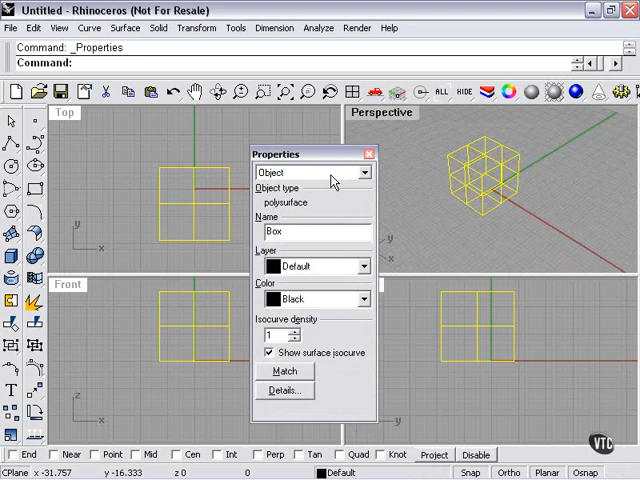 Untitled - Rhinoceros (Not For Resale)
File Edit View Curve Surface Solid Transform Tools Dimension Analyze Render Help
Command: _Properties
Command:
ALL HIDE
Top
Perspective
Front
Properties
Object
Object type
polysurface
Name
Box
Layer
Default
Color
Black
Isocurve density
1
Show surface isocurve
Match
Details...
y
x
y
x
z
x
y
T
VTC
End Near Point Mid Cen Int Perp Tan Quad Knot Project Disable
CPlane x -31.757 y -16.333 z 0 0 Default Snap Ortho Planar Osnap